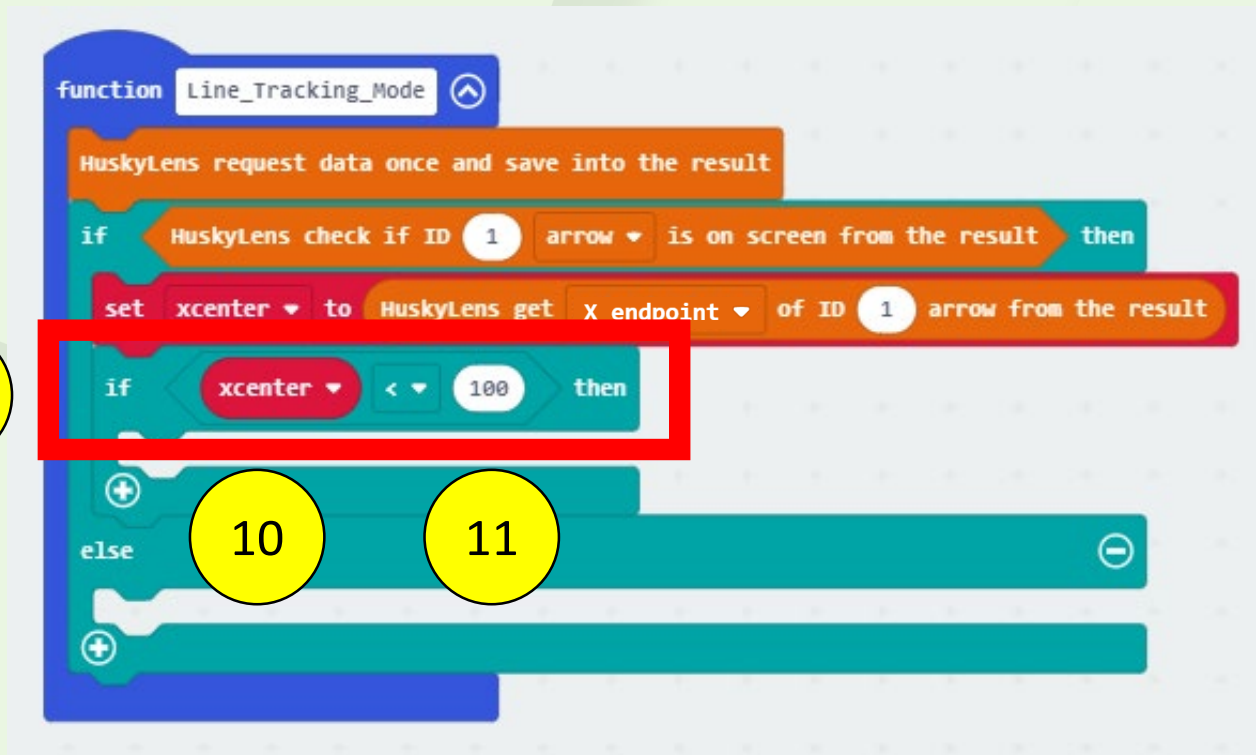 function Line_Tracking_Mode
HuskyLens request data once and save into the result
if HuskyLens check if ID 1 arrow is on screen from the result then
set xcenter to HuskyLens get X endpoint of ID 1 arrow from the result
if xcenter < 100 then
10 11
else